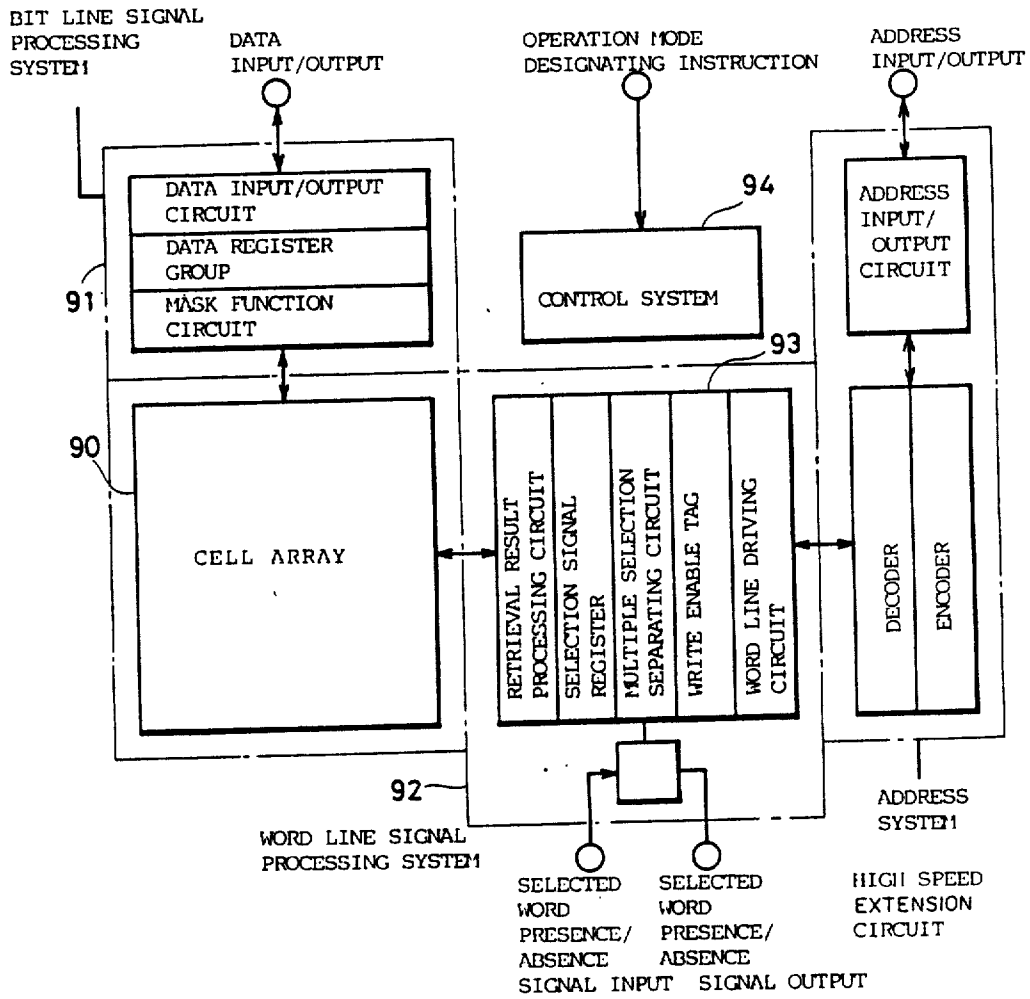 BIT LINE SIGNAL
PROCESSING
SYSTEM
DATA
INPUT/OUTPUT
OPERATION MODE
DESIGNATING INSTRUCTION
ADDRESS
INPUT/OUTPUT
DATA INPUT/OUTPUT
CIRCUIT
DATA REGISTER
GROUP
MASK FUNCTION
CIRCUIT
91
94
CONTROL SYSTEM
ADDRESS
INPUT/
OUTPUT
CIRCUIT
93
90
CELL ARRAY
RETRIEVAL RESULT
PROCESSING CIRCUIT
SELECTION SIGNAL
REGISTER
MULTIPLE SELECTION
SEPARATING CIRCUIT
WRITE ENABLE TAG
WORD LINE DRIVING
CIRCUIT
DECODER
ENCODER
92
WORD LINE SIGNAL
PROCESSING SYSTEM
ADDRESS
SYSTEM
SELECTED
WORD
PRESENCE/
ABSENCE
SIGNAL INPUT
SELECTED
WORD
PRESENCE/
ABSENCE
SIGNAL OUTPUT
HIGH SPEED
EXTENSION
CIRCUIT